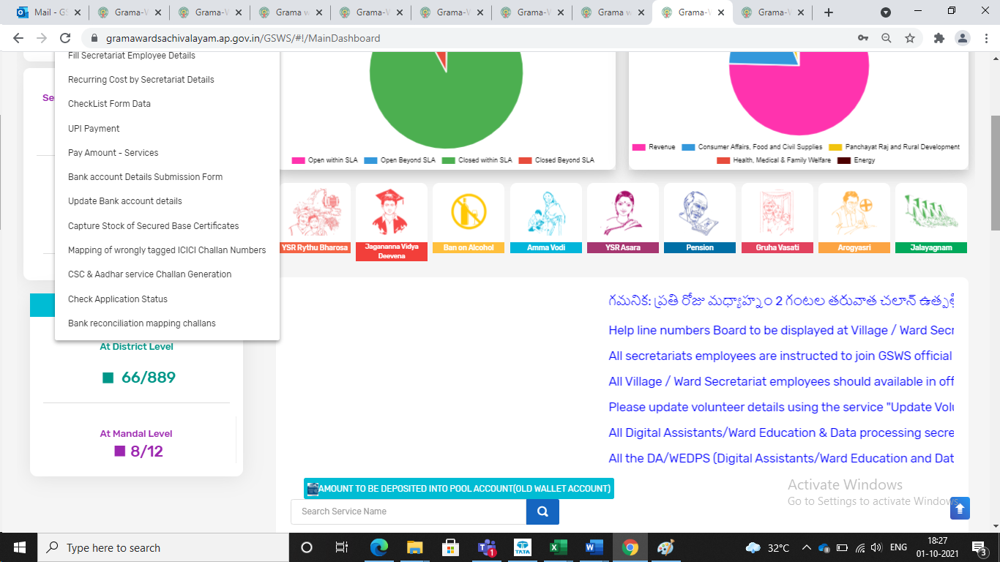 Mail - GS
Grama-W
Grama-W
Grama w
Grama-W
Grama-W
Grama-W
Grama w
Grama-W
Grama-W
gramawardsachivalayam.ap.gov.in/GSWS/#!/MainDashboard
Fill Secretariat Employee Details
Recurring Cost by Secretariat Details
CheckList Form Data
UPI Payment
Pay Amount - Services
Bank account Details Submission Form
Update Bank account details
Capture Stock of Secured Base Certificates
Mapping of wrongly tagged ICICI Challan Numbers
CSC & Aadhar service Challan Generation
Check Application Status
Bank reconciliation mapping challans
Se
At District Level
66/889
At Mandal Level
8/12
Open within SLA
Open Beyond SLA
Closed within SLA
Closed Beyond SLA
Revenue
Consumer Affairs, Food and Civil Supplies
Panchayat Raj and Rural Development
Health, Medical & Family Welfare
Energy
YSR Rythu Bharosa
Jagananna Vidya
Deevena
Ban on Alcohol
Amma Vodi
YSR Asara
Pension
Gruha Vasati
Arogyasri
Jalayagnam
గమనిక: ప్రతి రోజు మధ్యాహ్నం 2 గంటల తరువాత చలాన్
Help line numbers Board to be displayed at Village / Ward Secr
All secretariats employees are instructed to join GSWS official
All Village / Ward Secretariat employees should available in off
Please update volunteer details using the service "Update Volu
All Digital Assistants/Ward Education & Data processing secre
All the DA/WEDPS (Digital Assistants/Ward Education and Dat
AMOUNT TO BE DEPOSITED INTO POOL ACCOUNT(OLD WALLET ACCOUNT)
Search Service Name
Activate Windows
Go to Settings to activate Windows.
Type here to search
1
TATA
32°C
ENG
18:27
01-10-2021
3